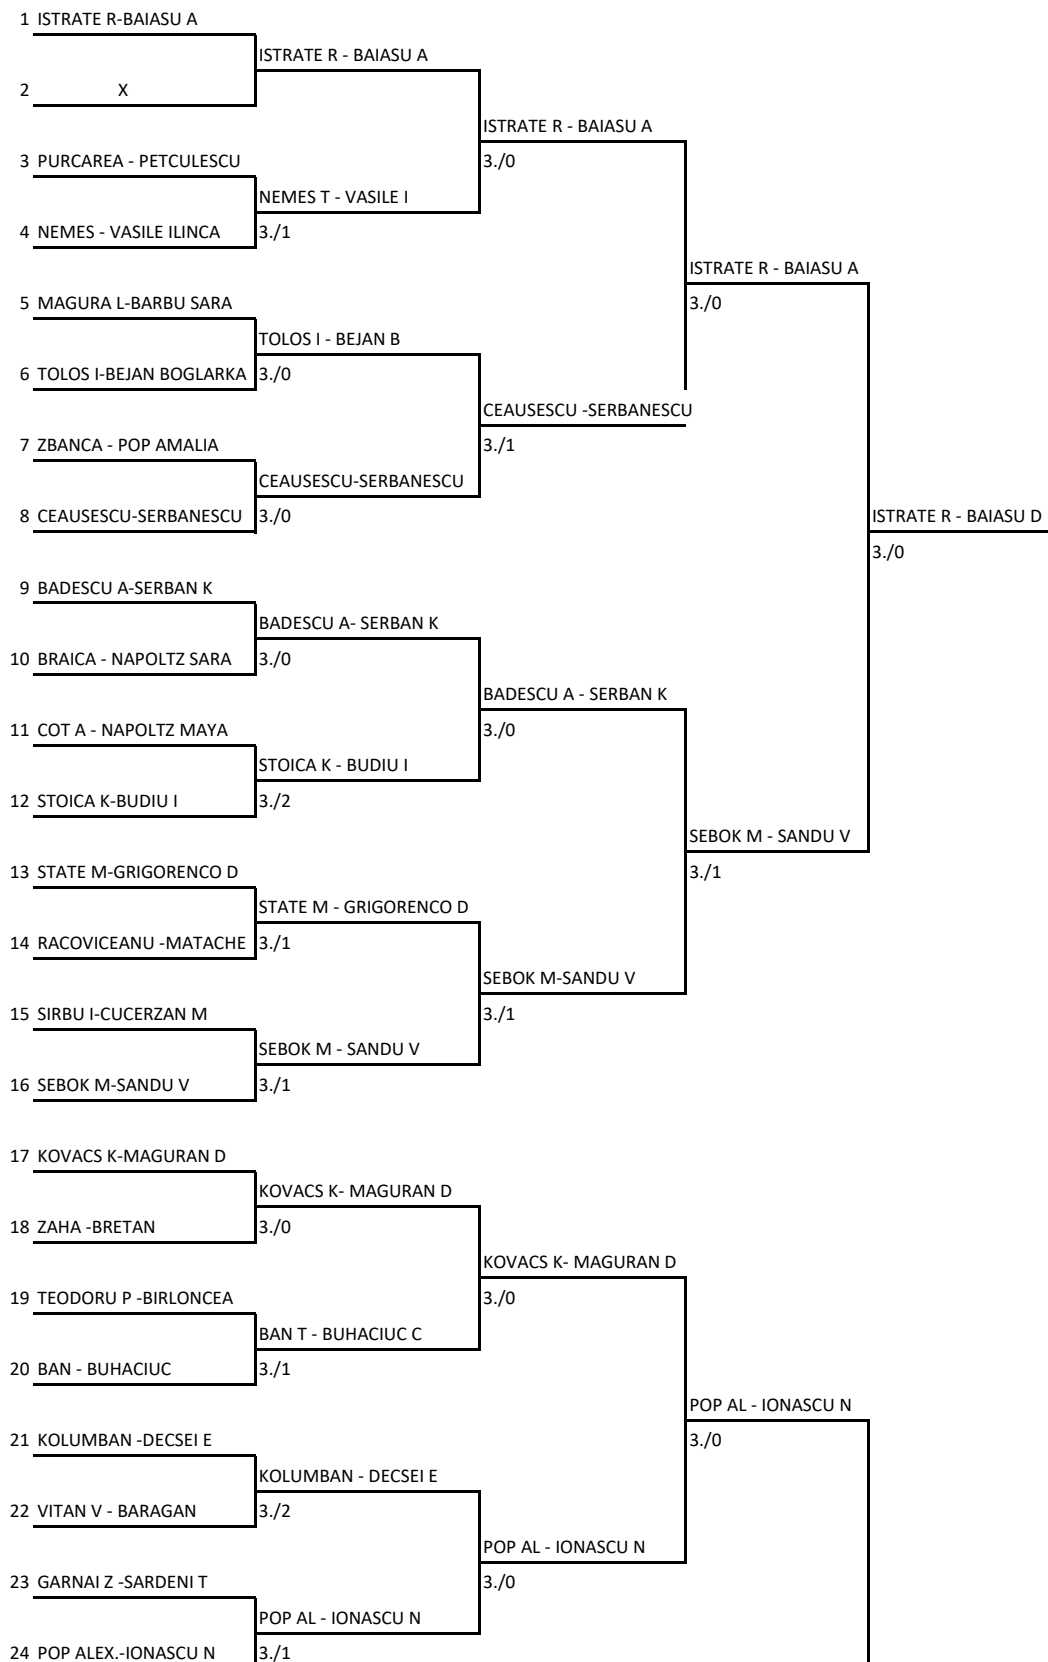 1 ISTRATE R-BAIASU A
ISTRATE R - BAIASU A
2 X
ISTRATE R - BAIASU A
3 PURCAREA - PETCULESCU 3./0
NEMES T - VASILE I
4 NEMES - VASILE ILINCA 3./1
ISTRATE R - BAIASU A
5 MAGURA L-BARBU SARA 3./0
TOLOS I - BEJAN B
6 TOLOS I-BEJAN BOGLARKA 3./0
CEAUSESCU -SERBANESCU
7 ZBANCA - POP AMALIA 3./1
CEAUSESCU-SERBANESCU
8 CEAUSESCU-SERBANESCU 3./0 ISTRATE R - BAIASU D
3./0
9 BADESCU A-SERBAN K
BADESCU A- SERBAN K
10 BRAICA - NAPOLTZ SARA 3./0
BADESCU A - SERBAN K
11 COT A - NAPOLTZ MAYA 3./0
STOICA K - BUDIU I
12 STOICA K-BUDIU I 3./2
SEBOK M - SANDU V
13 STATE M-GRIGORENCO D 3./1
STATE M - GRIGORENCO D
14 RACOVICEANU -MATACHE 3./1
SEBOK M-SANDU V
15 SIRBU I-CUCERZAN M 3./1
SEBOK M - SANDU V
16 SEBOK M-SANDU V 3./1
17 KOVACS K-MAGURAN D
KOVACS K- MAGURAN D
18 ZAHA -BRETAN 3./0
KOVACS K- MAGURAN D
19 TEODORU P -BIRLONCEA 3./0
BAN T - BUHACIUC C
20 BAN - BUHACIUC 3./1
POP AL - IONASCU N
21 KOLUMBAN -DECSEI E 3./0
KOLUMBAN - DECSEI E
22 VITAN V - BARAGAN 3./2
POP AL - IONASCU N
23 GARNAI Z -SARDENI T 3./0
POP AL - IONASCU N
24 POP ALEX.-IONASCU N 3./1